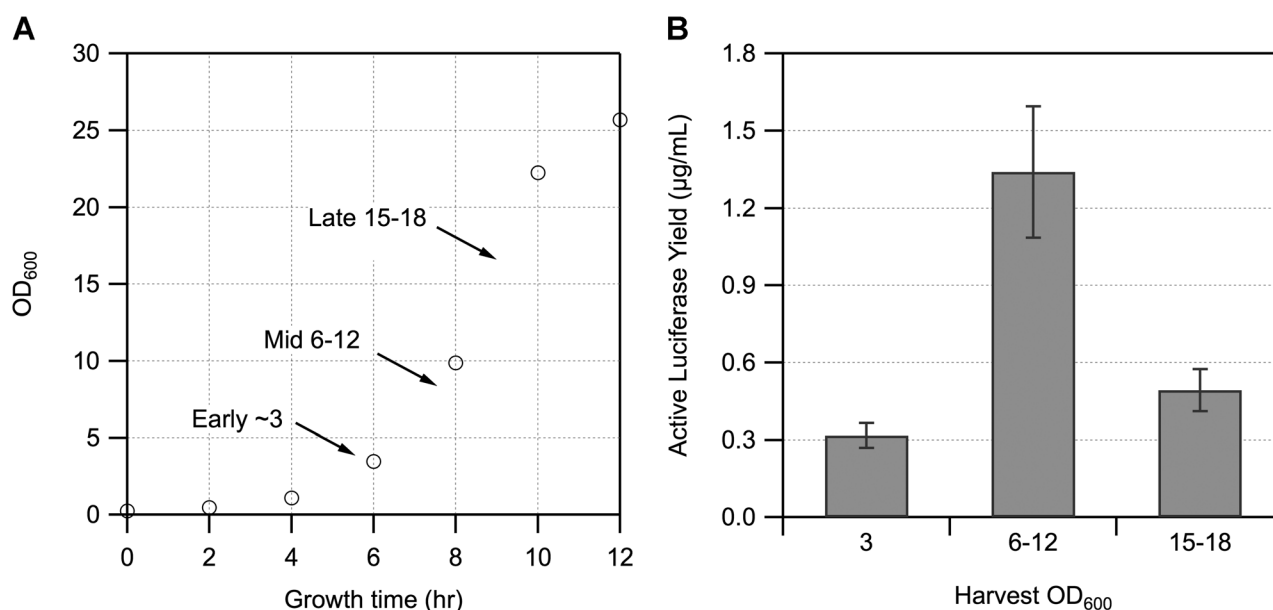 A
30
25
20
15
10
5
0
OD600
Late 15-18
Mid 6-12
Early ~3
0 2 4 6 8 10 12
Growth time (hr)
B
1.8
1.5
1.2
0.9
0.6
0.3
0.0
Active Luciferase Yield (µg/mL)
3 6-12 15-18
Harvest OD600